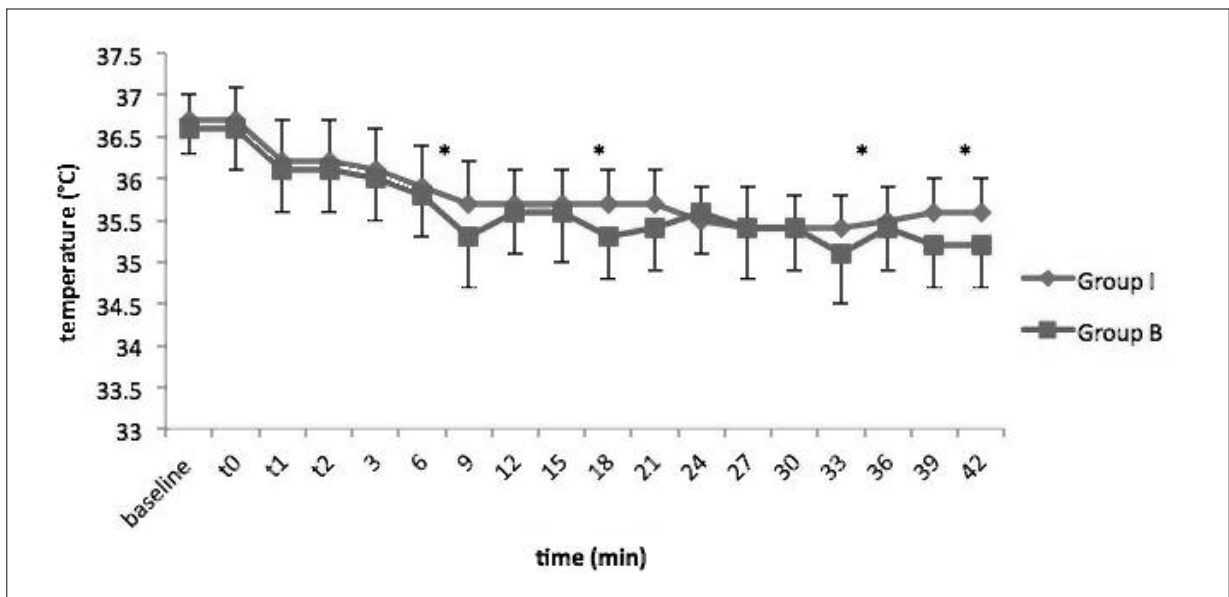 37.5
37
36.5
36
35.5
35
34.5
34
33.5
33
temperature (°C)
* * * *
Group I
Group B
baseline t0 t1 t2 3 6 9 12 15 18 21 24 27 30 33 36 39 42
time (min)